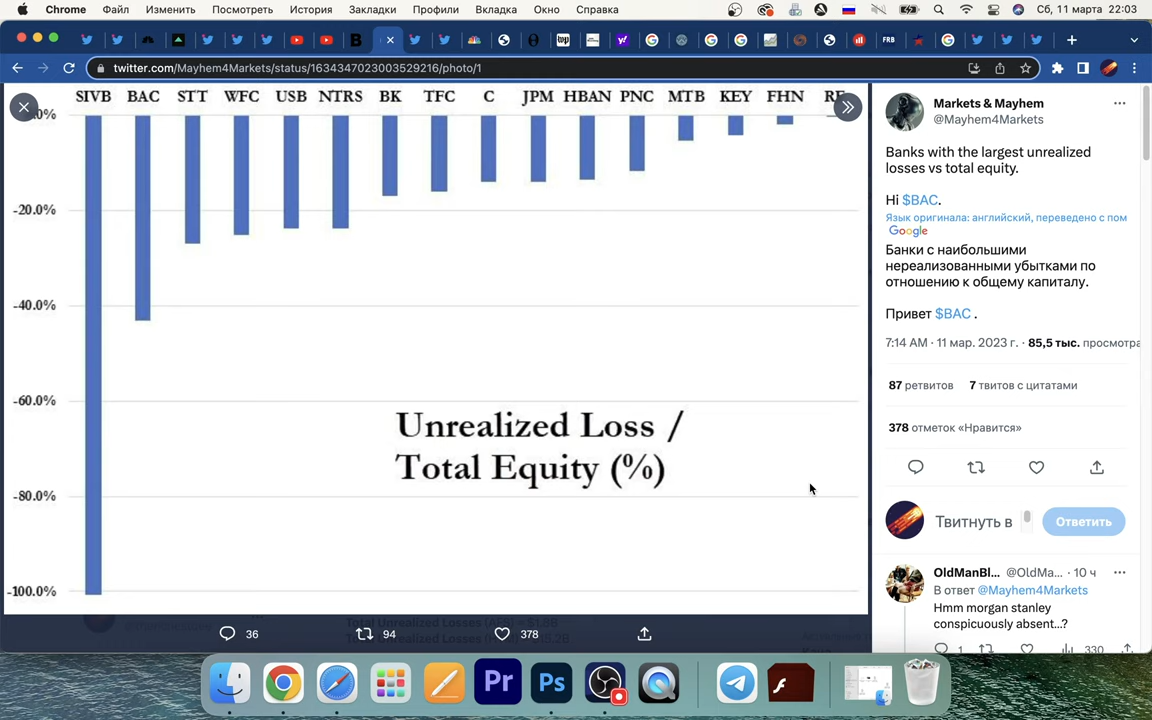 Chrome Файл Изменить Посмотреть История Закладки Профили Вкладка Окно Справка Сб, 11 марта 22:03
twitter.com/Mayhem4Markets/status/1634347023003529216/photo/1
SIVB BAC STT WFC USB NTRS BK TFC C JPM HBAN PNC MTB KEY FHN
-20.0%
-40.0%
-60.0%
-80.0%
-100.0%
Unrealized Loss /
Total Equity (%)
36 94 378
Markets & Mayhem
@Mayhem4Markets
Banks with the largest unrealized
losses vs total equity.
Hi $BAC.
Язык оригинала: английский, переведено с пом
Google
Банки с наибольшими
нереализованными убытками по
отношению к общему капиталу.
Привет $BAC .
7:14 AM · 11 мар. 2023 г. · 85,5 тыс. просмотра
87 ретвитов 7 твитов с цитатами
378 отметок «Нравится»
Твитнуть в
Ответить
OldManBl... @OldMa... · 10 ч
В ответ @Mayhem4Markets
Hmm morgan stanley
conspicuously absent...?
1 330
Pr Ps